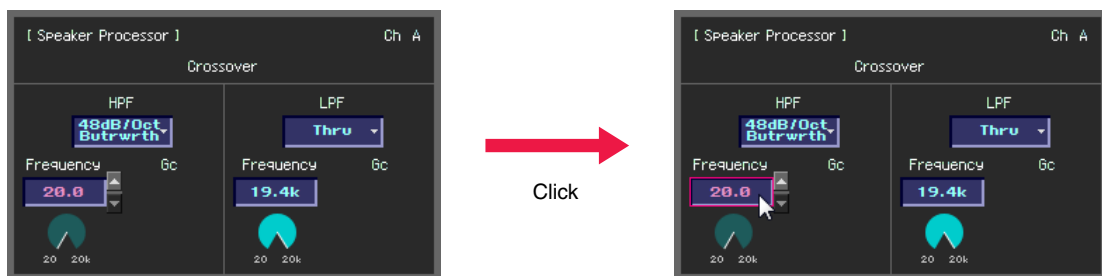 [ Speaker Processor ] Ch A
Crossover
HPF LPF
48dB/Oct
Butrwrth
Thru
Frequency Gc Frequency Gc
20.0 19.4k
20 20k 20 20k
Click
[ Speaker Processor ] Ch A
Crossover
HPF LPF
48dB/Oct
Butrwrth
Thru
Frequency Gc Frequency Gc
20.0 19.4k
20 20k 20 20k